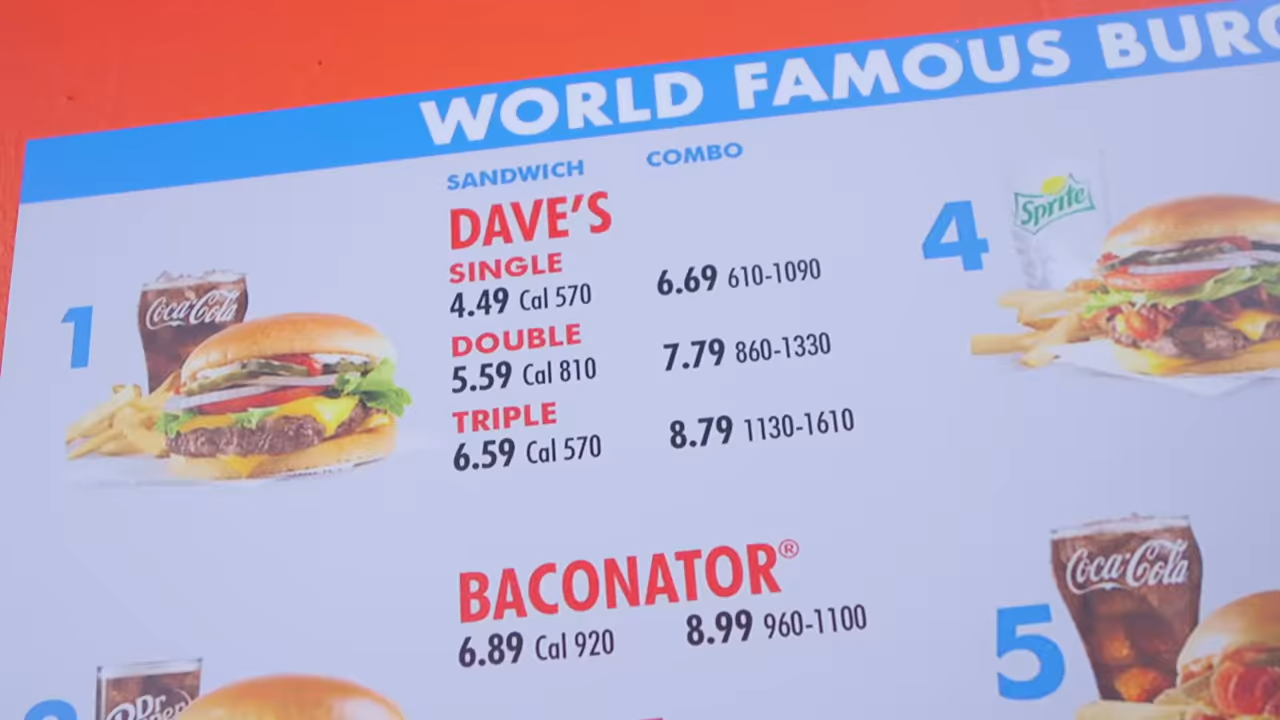 WORLD FAMOUS
SANDWICH COMBO
DAVE'S
SINGLE
4.49 Cal 570 6.69 610-1090
DOUBLE
5.59 Cal 810 7.79 860-1330
TRIPLE
6.59 Cal 570 8.79 1130-1610
BACONATOR®
6.89 Cal 920 8.99 960-1100
1
Coca-Cola
4
Sprite
5
Coca-Cola
Dr